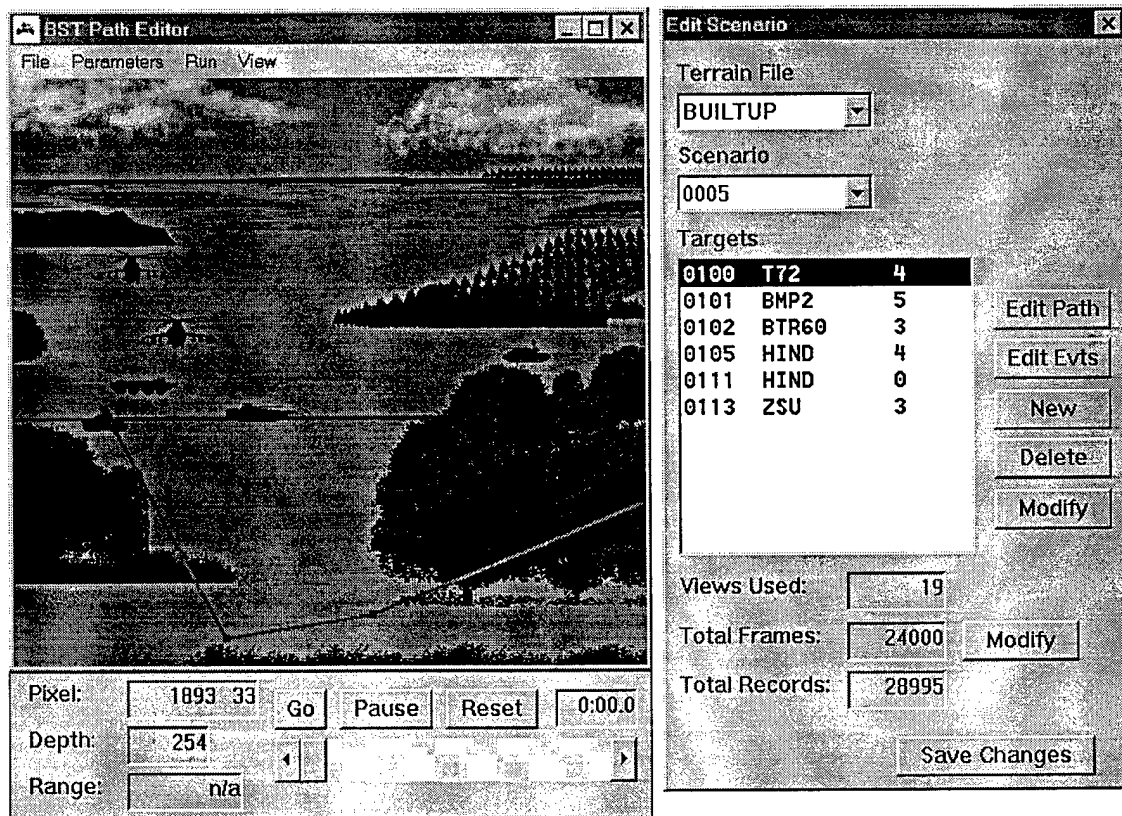 BST Path Editor
File Parameters Run View
Pixel: 1893 33
Go Pause Reset 0:00.0
Depth: 254
Range: n/a
Edit Scenario
Terrain File
BUILTUP
Scenario
0005
Targets
0100 T72 4
0101 BMP2 5
0102 BTR60 3
0105 HIND 4
0111 HIND 0
0113 ZSU 3
Edit Path
Edit Evts
New
Delete
Modify
Views Used: 19
Total Frames: 24000 Modify
Total Records: 28995
Save Changes